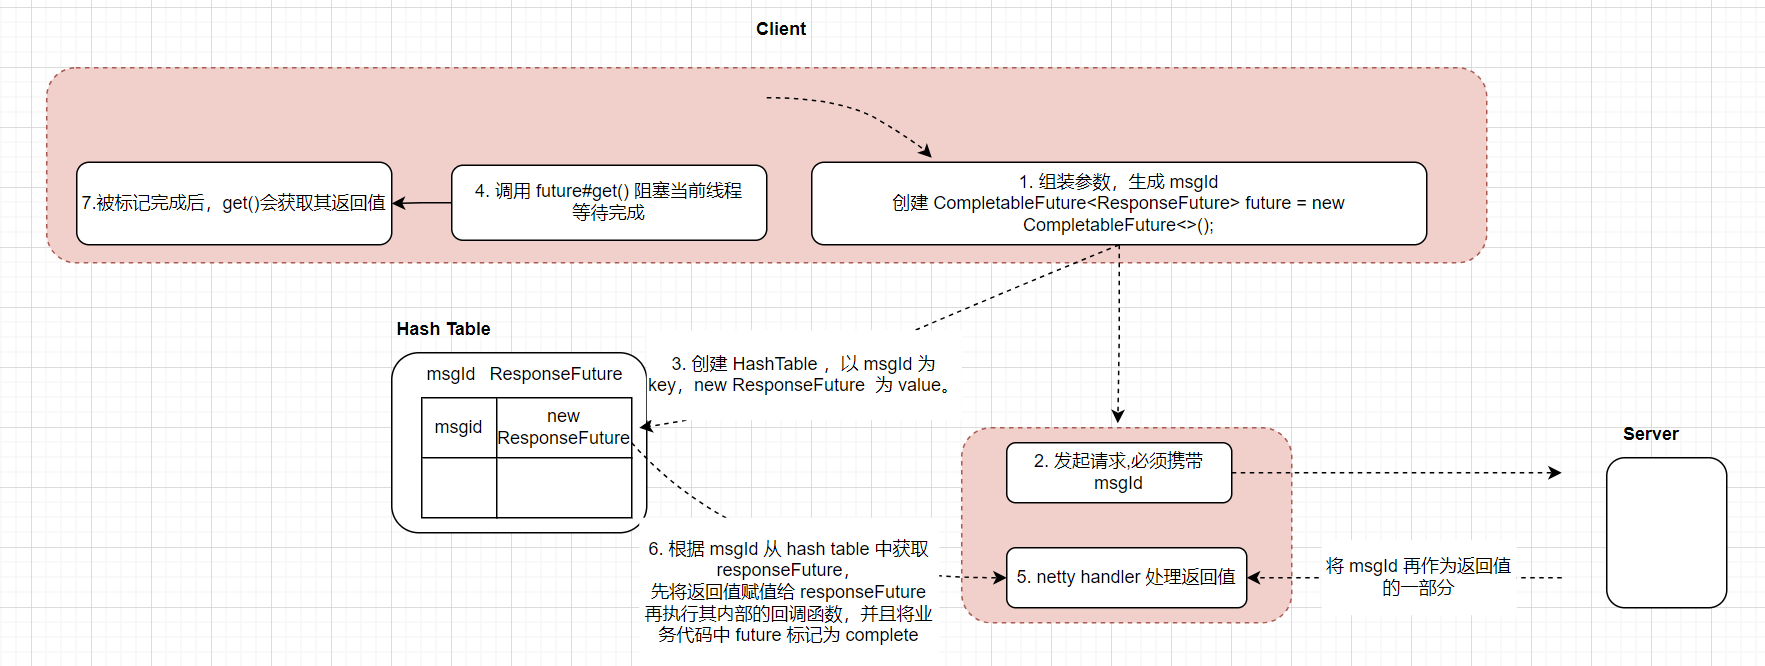 Client
7.被标记完成后，get()会获取其返回值
4. 调用 future#get() 阻塞当前线程
等待完成
1. 组装参数，生成 msgId
创建 CompletableFuture<ResponseFuture> future = new
CompletableFuture<>();
Hash Table
msgId ResponseFuture
msgid
new
ResponseFuture
3. 创建 HashTable ，以 msgId 为
key，new ResponseFuture 为 value。
Server
2. 发起请求,必须携带
msgId
6. 根据 msgId 从 hash table 中获取
responseFuture，
先将返回值赋值给 responseFuture
再执行其内部的回调函数，并且将业
务代码中 future 标记为 complete
5. netty handler 处理返回值
将 msgId 再作为返回值
的一部分